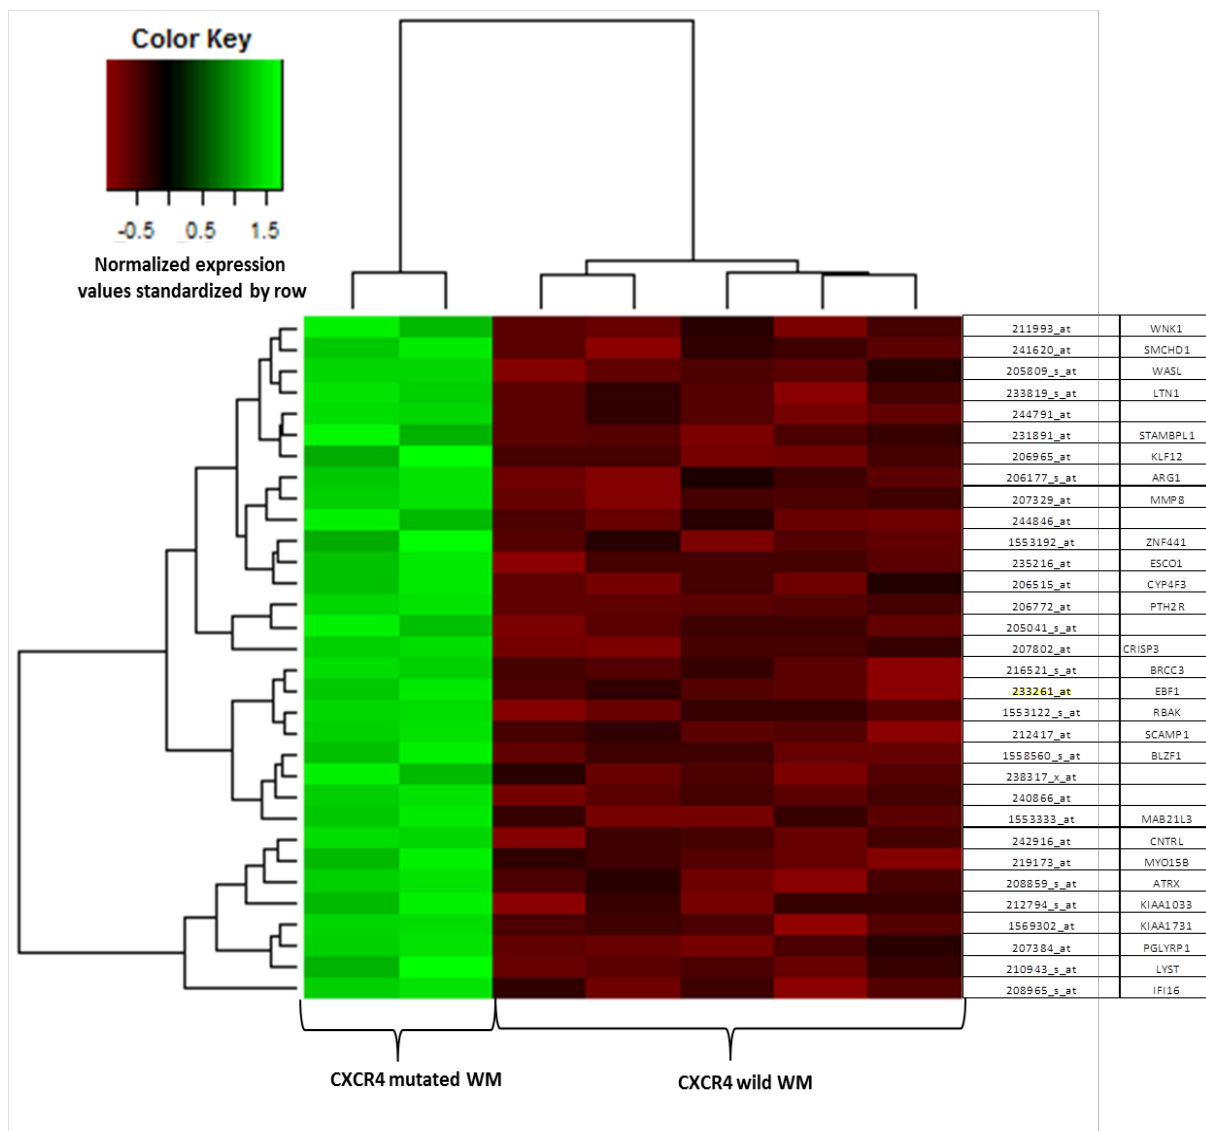 Color Key
-0.5 0.5 1.5
Normalized expression
values standardized by row
211993_at WNK1
241620_at SMCHD1
205809_s_at WASL
233819_s_at LTN1
244791_at
231891_at STAMBPL1
206965_at KLF12
206177_s_at ARG1
207329_at MMP8
244846_at
1553192_at ZNF441
235216_at ESCO1
206515_at CYP4F3
206772_at PTH2R
205041_s_at
207802_at CRISP3
216521_s_at BRCC3
233261_at EBF1
1553122_s_at RBAK
212417_at SCAMP1
1558560_s_at BLZF1
238317_x_at
240866_at
1553333_at MAB21L3
242916_at CNTRL
219173_at MYO15B
208859_s_at ATRX
212794_s_at KIAA1033
1569302_at KIAA1731
207384_at PGLYRP1
210943_s_at LYST
208965_s_at IFI16
CXCR4 mutated WM CXCR4 wild WM